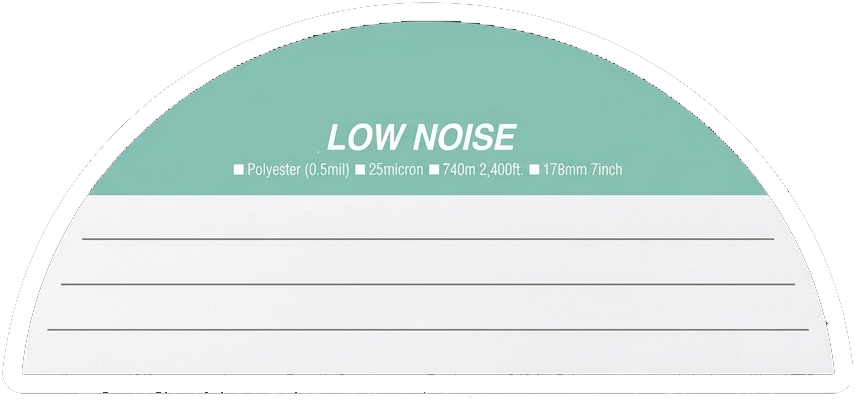 LOW NOISE
■ Polyester (0.5mil) ■ 25micron ■ 740m 2,400ft. ■ 178mm 7inch